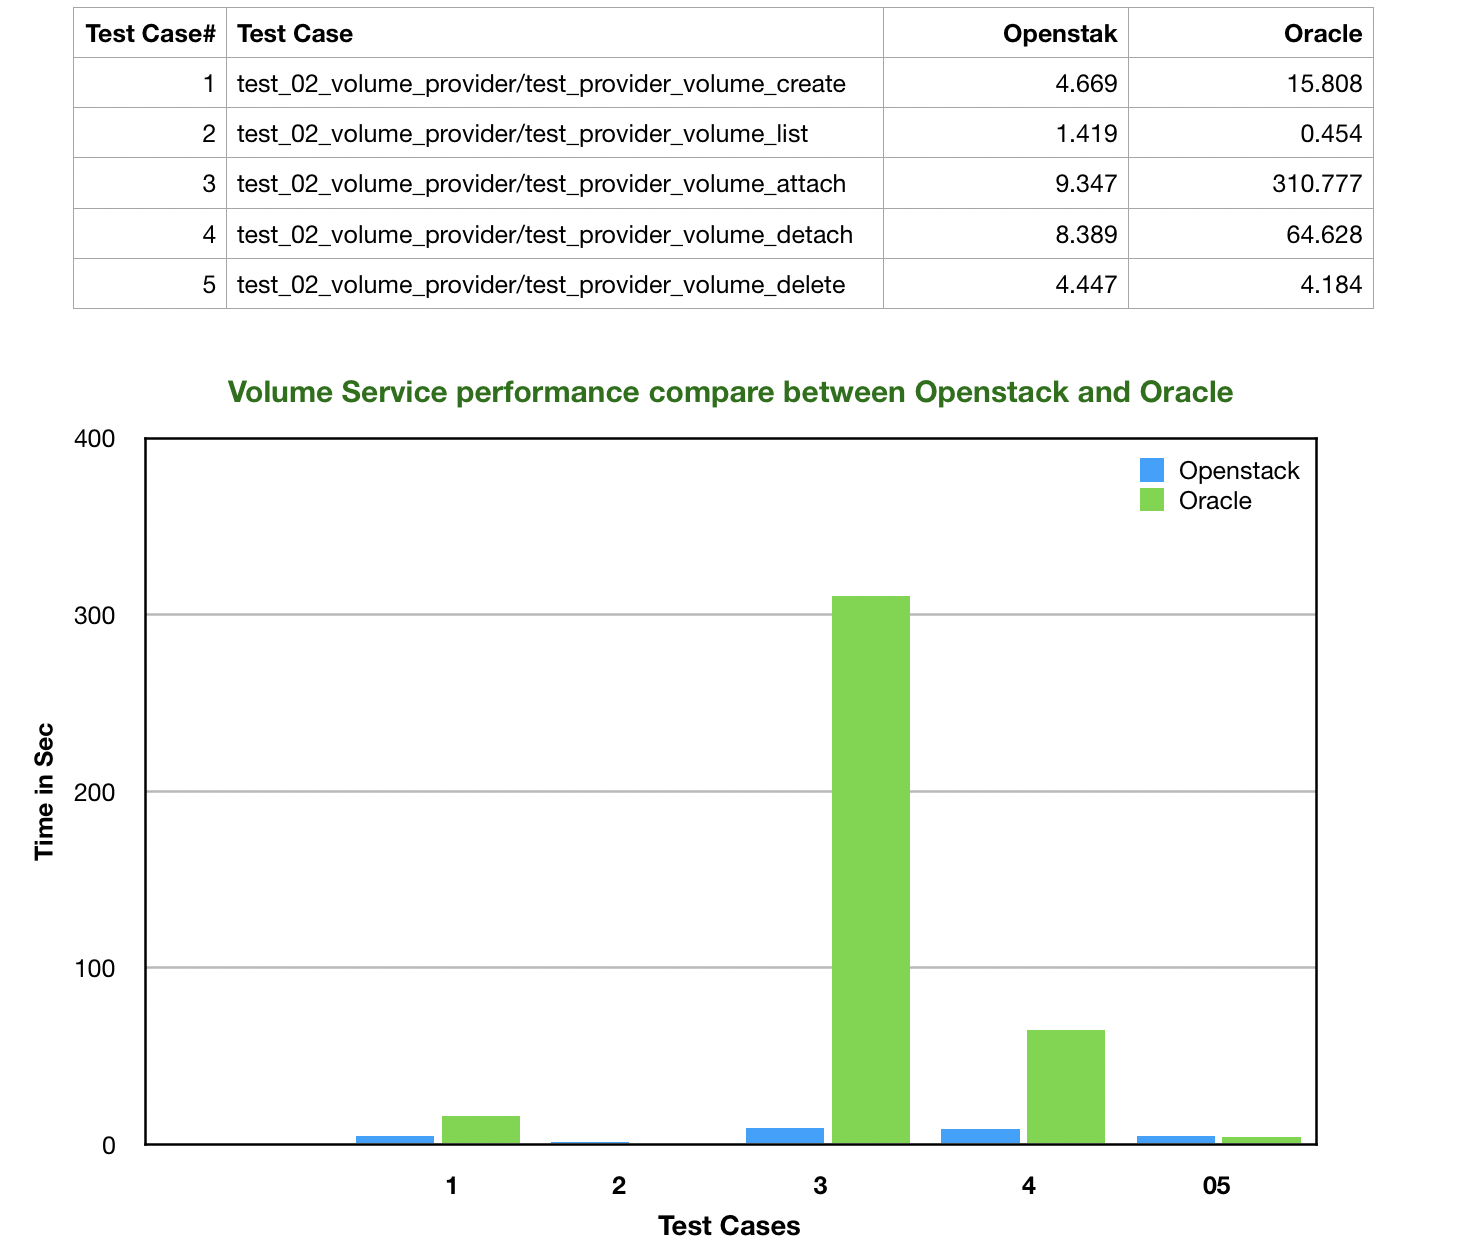 Test Case# Test Case Openstak Oracle
1 test_02_volume_provider/test_provider_volume_create 4.669 15.808
2 test_02_volume_provider/test_provider_volume_list 1.419 0.454
3 test_02_volume_provider/test_provider_volume_attach 9.347 310.777
4 test_02_volume_provider/test_provider_volume_detach 8.389 64.628
5 test_02_volume_provider/test_provider_volume_delete 4.447 4.184
Volume Service performance compare between Openstack and Oracle
400
Openstack
Oracle
300
200
100
0
Time in Sec
1 2 3 4 05
Test Cases